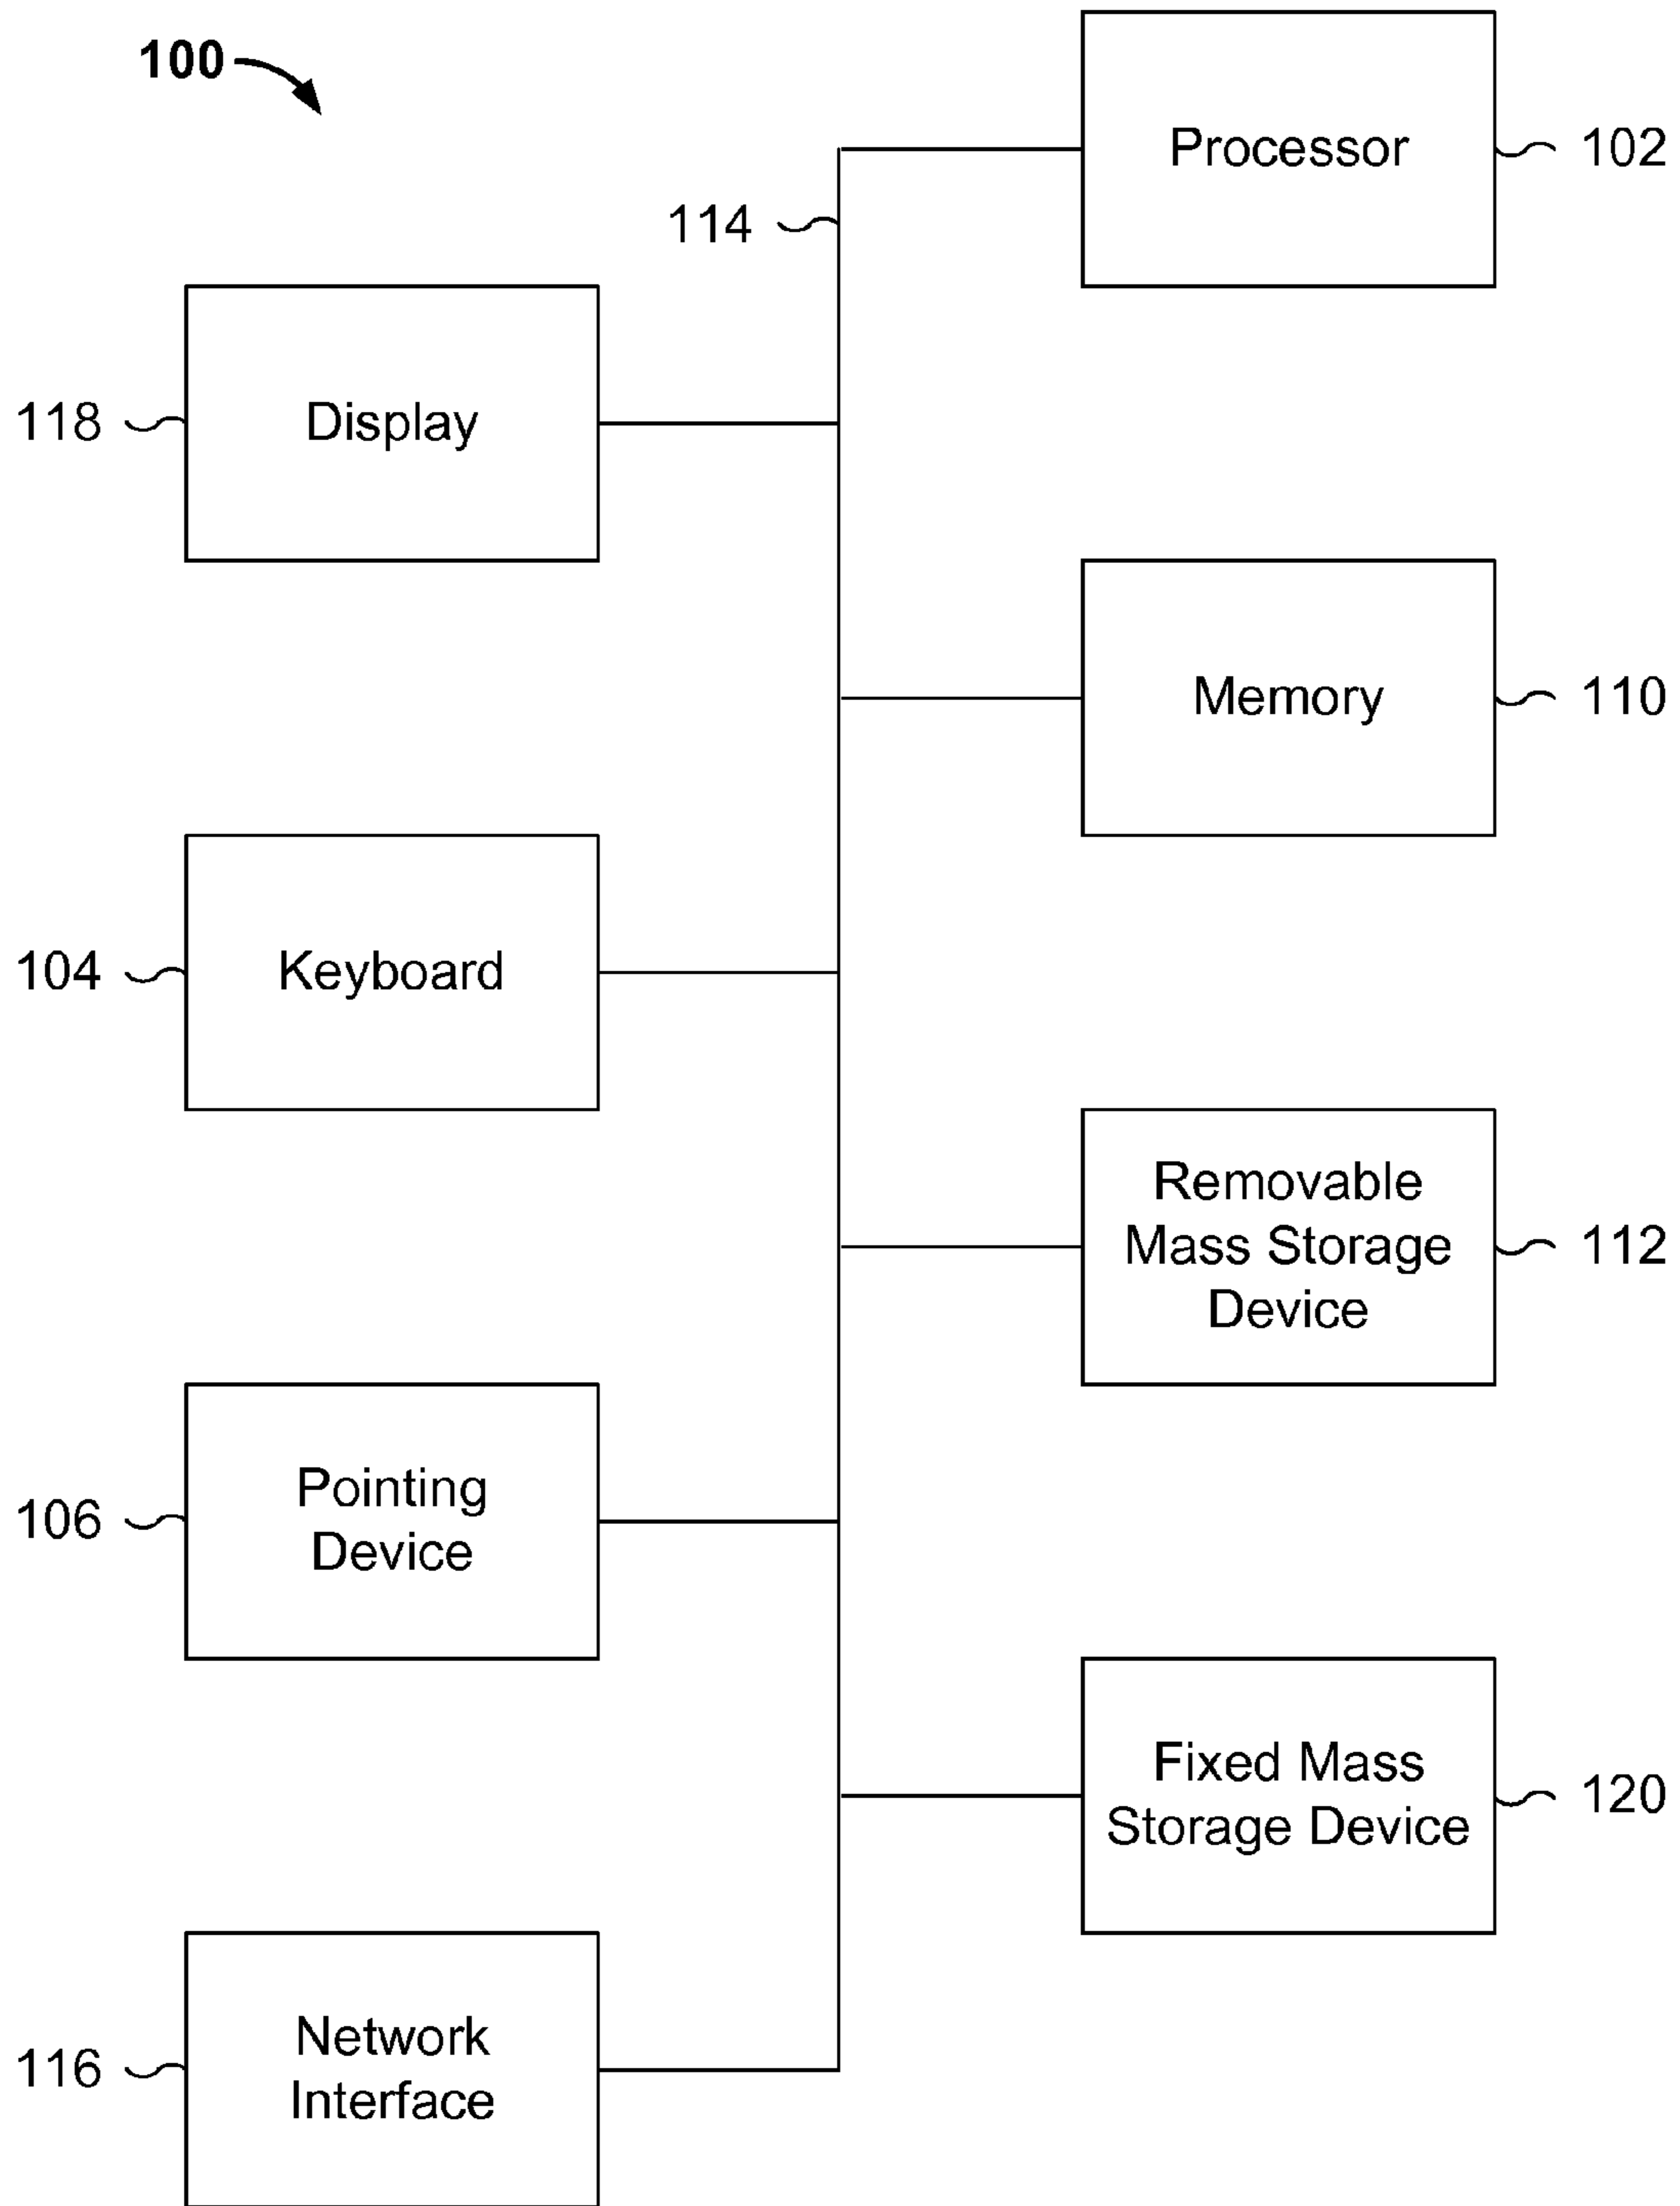 100
Processor
102
114
118
Display
Memory
110
104
Keyboard
Removable
Mass Storage
Device
112
106
Pointing
Device
Fixed Mass
Storage Device
120
116
Network
Interface